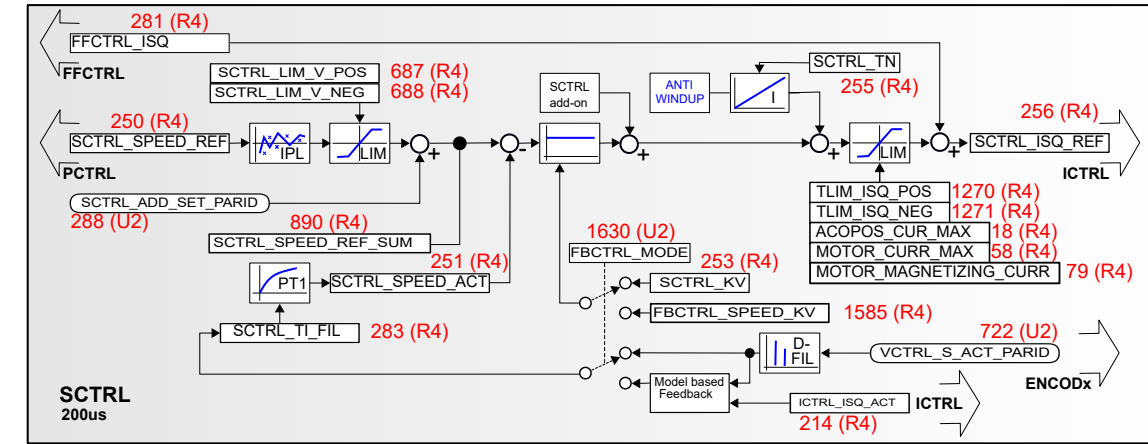 281 (R4)
FFCTRL_ISQ
FFCTRL
SCTRL_LIM_V_POS 687 (R4)
SCTRL_LIM_V_NEG 688 (R4)
SCTRL_TN
255 (R4)
SCTRL
add-on
ANTI
WINDUP
I
250 (R4)
SCTRL_SPEED_REF
IPL
LIM
+
-
+
+
LIM
+
256 (R4)
SCTRL_ISQ_REF
PCTRL
ICTRL
SCTRL_ADD_SET_PARID
288 (U2)
890 (R4)
SCTRL_SPEED_REF_SUM
TLIM_ISQ_POS 1270 (R4)
TLIM_ISQ_NEG 1271 (R4)
ACOPOS_CUR_MAX 18 (R4)
MOTOR_CURR_MAX 58 (R4)
MOTOR_MAGNETIZING_CURR 79 (R4)
1630 (U2)
FBCTRL_MODE
251 (R4)
PT1
SCTRL_SPEED_ACT
253 (R4)
SCTRL_KV
FBCTRL_SPEED_KV 1585 (R4)
SCTRL_TI_FIL 283 (R4)
722 (U2)
D-
FIL
VCTRL_S_ACT_PARID
ENCODx
Model based
Feedback
ICTRL_ISQ_ACT
ICTRL
214 (R4)
SCTRL
200us